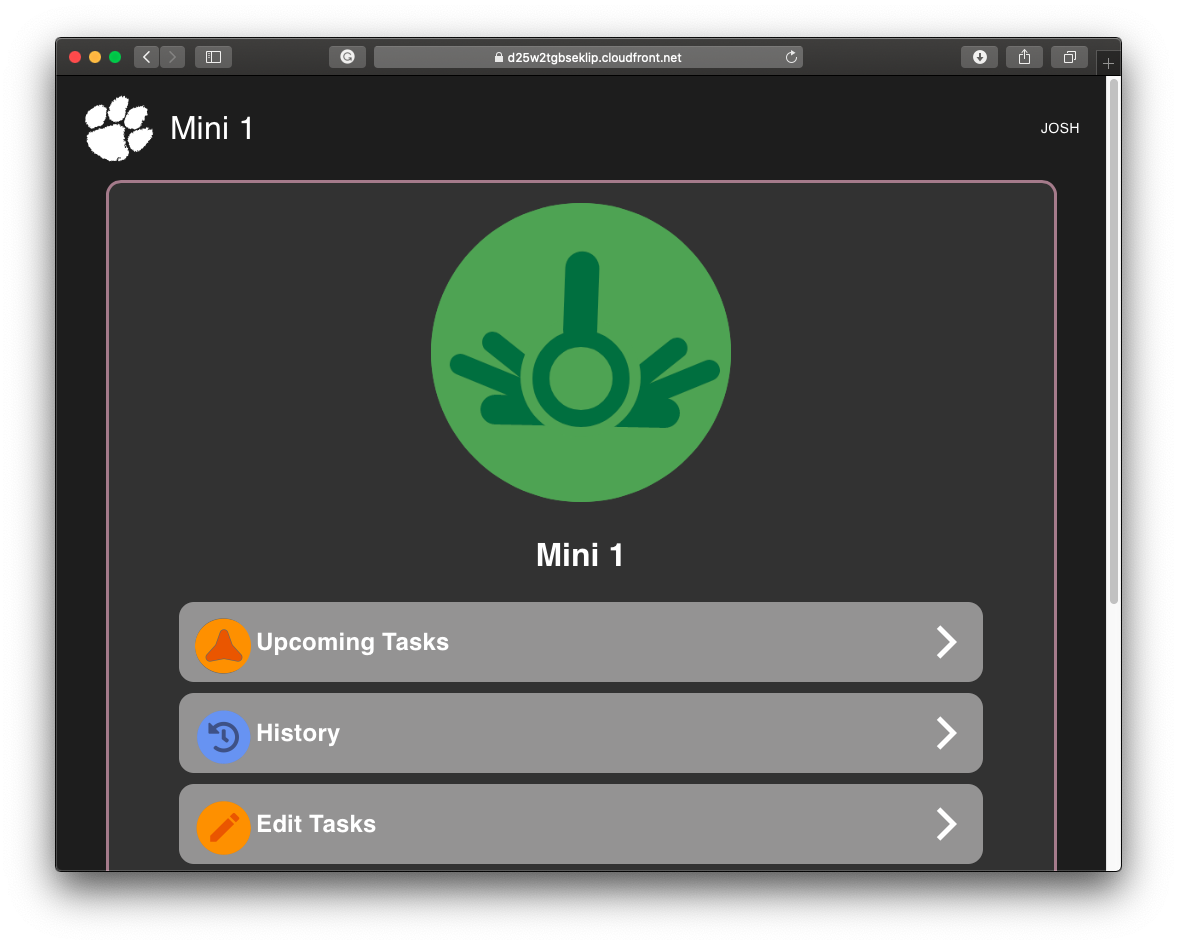 d25w2tgbseklip.cloudfront.net
Mini 1
JOSH
Mini 1
Upcoming Tasks
History
Edit Tasks